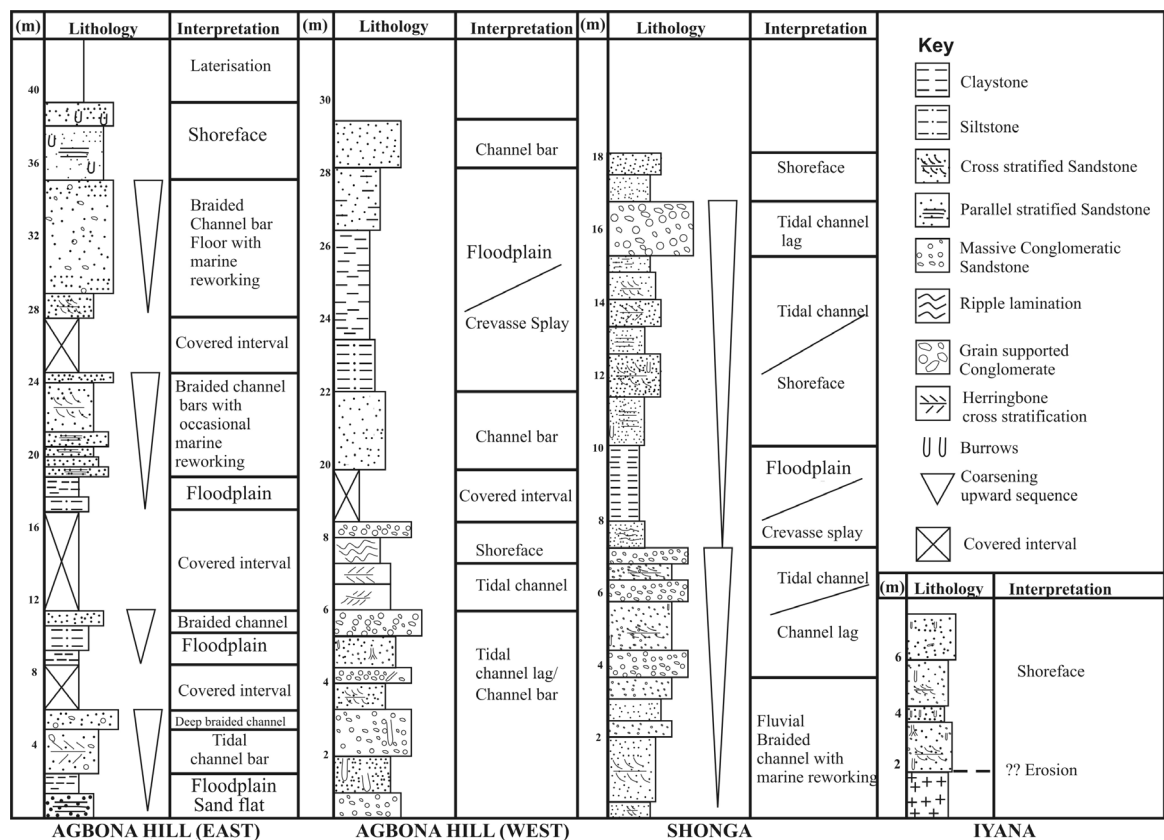 (m) Lithology Interpretation
40
36
32
28
24
20
16
12
8
4
Laterisation
Shoreface
Braided
Channel bar
Floor with
marine
reworking
Covered interval
Braided channel
bars with
occasional
marine
reworking
Floodplain
Covered interval
Braided channel
Floodplain
Covered interval
Deep braided channel
Tidal
channel bar
Floodplain
Sand flat
AGBONA HILL (EAST)
(m) Lithology Interpretation
30
28
26
24
22
20
8
6
4
2
Channel bar
Floodplain
Crevasse Splay
Channel bar
Covered interval
Shoreface
Tidal channel
Tidal
channel lag/
Channel bar
AGBONA HILL (WEST)
(m) Lithology Interpretation
18
16
14
12
10
8
6
4
2
Shoreface
Tidal channel
lag
Tidal channel
Shoreface
Floodplain
Crevasse splay
Tidal channel
Channel lag
Fluvial
Braided
channel with
marine reworking
SHONGA
Key
Claystone
Siltstone
Cross stratified Sandstone
Parallel stratified Sandstone
Massive Conglomeratic
Sandstone
Ripple lamination
Grain supported
Conglomerate
Herringbone
cross stratification
Burrows
Coarsening
upward sequence
Covered interval
(m) Lithology Interpretation
6
4
2
Shoreface
?? Erosion
IYANA